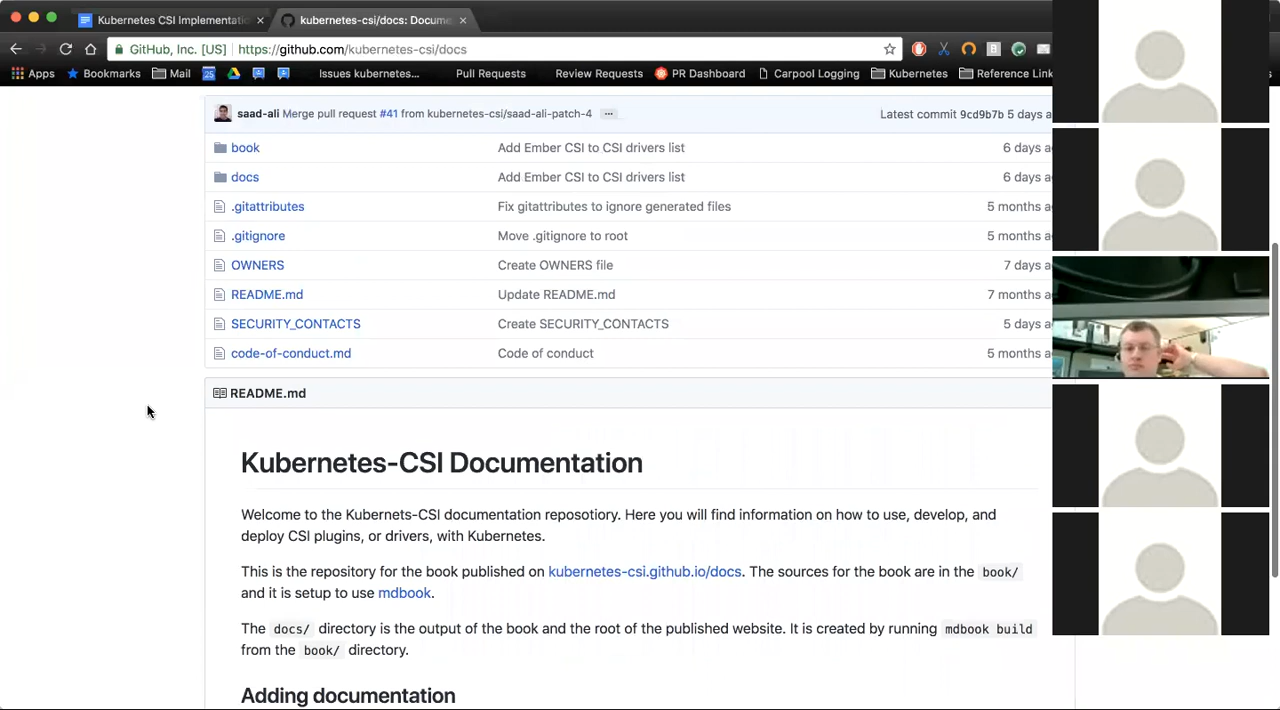 Kubernetes CSI Implementatio
kubernetes-csi/docs: Docume
GitHub, Inc. [US] https://github.com/kubernetes-csi/docs
Apps Bookmarks Mail 25 Issues kubernetes... Pull Requests Review Requests PR Dashboard Carpool Logging Kubernetes Reference Link
saad-ali Merge pull request #41 from kubernetes-csi/saad-ali-patch-4 ... Latest commit 9cd9b7b 5 days a
book Add Ember CSI to CSI drivers list 6 days a
docs Add Ember CSI to CSI drivers list 6 days a
.gitattributes Fix gitattributes to ignore generated files 5 months a
.gitignore Move .gitignore to root 5 months a
OWNERS Create OWNERS file 7 days a
README.md Update README.md 7 months a
SECURITY_CONTACTS Create SECURITY_CONTACTS 5 days a
code-of-conduct.md Code of conduct 5 months a
README.md
Kubernetes-CSI Documentation
Welcome to the Kubernets-CSI documentation reposotiory. Here you will find information on how to use, develop, and
deploy CSI plugins, or drivers, with Kubernetes.
This is the repository for the book published on kubernetes-csi.github.io/docs. The sources for the book are in the book/
and it is setup to use mdbook.
The docs/ directory is the output of the book and the root of the published website. It is created by running mdbook build
from the book/ directory.
Adding documentation